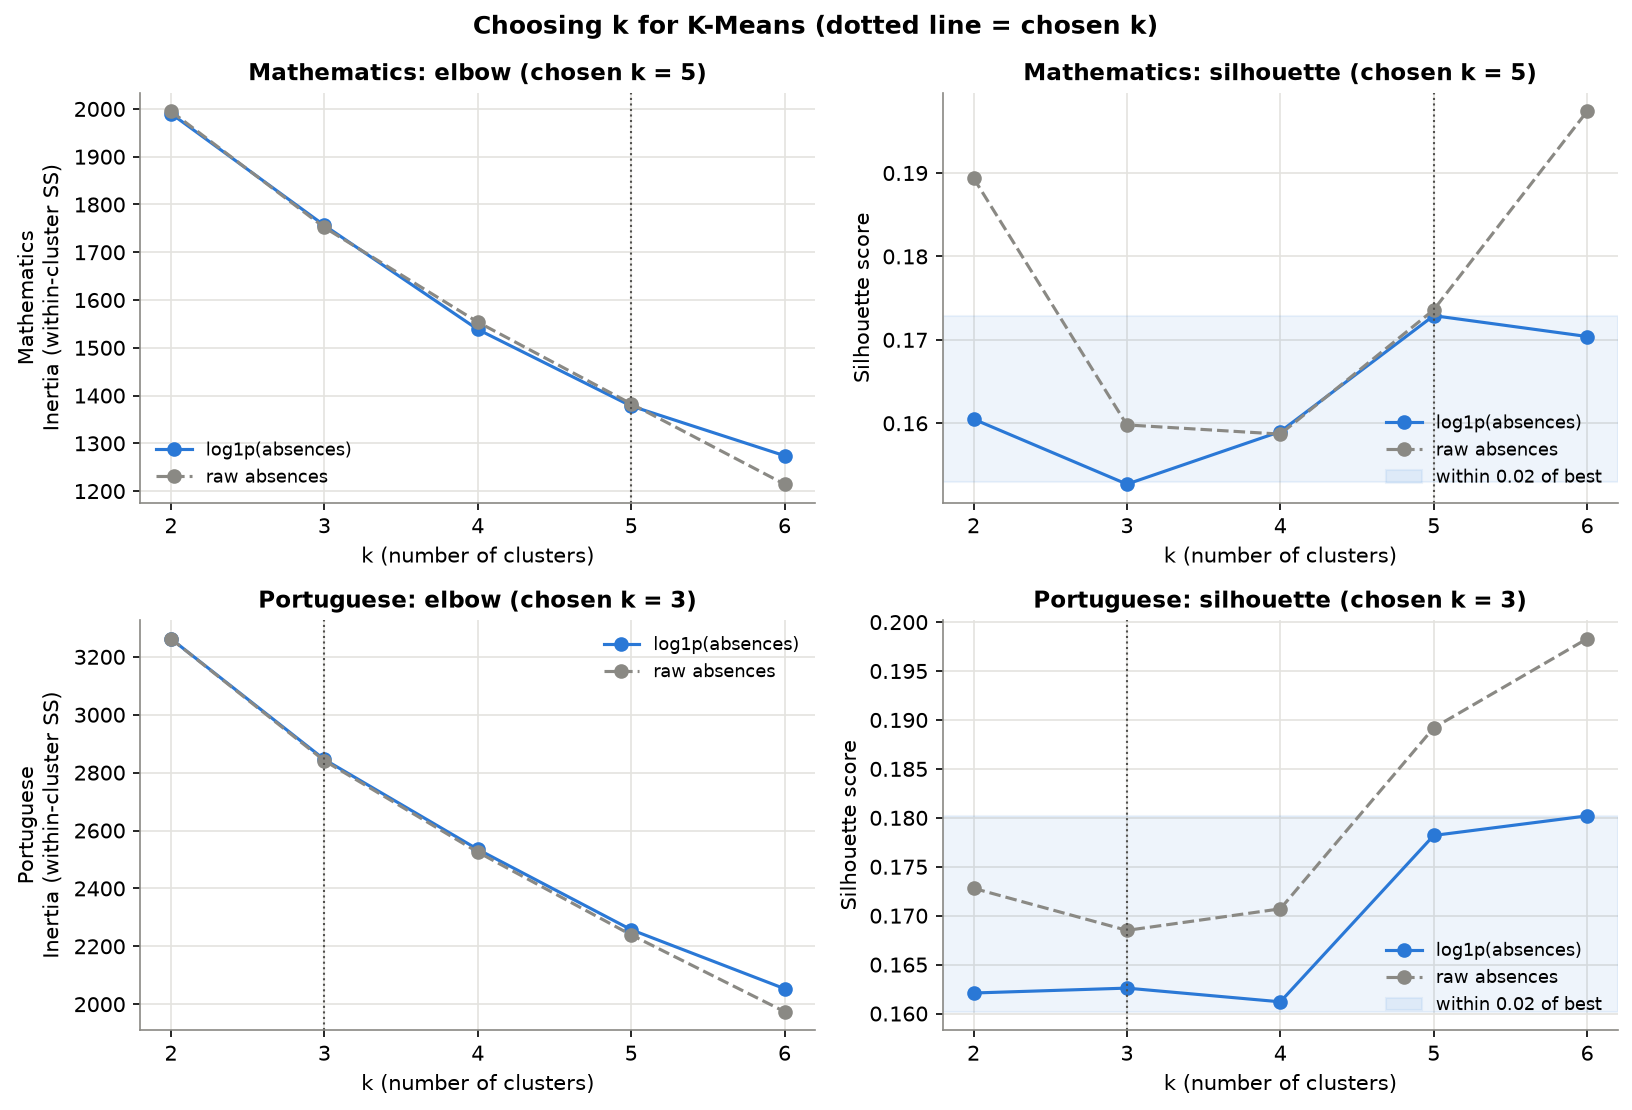 Choosing k for K-Means (dotted line = chosen k)
Mathematics: elbow (chosen k = 5)
Mathematics
Inertia (within-cluster SS)
2000
1900
1800
1700
1600
1500
1400
1300
1200
log1p(absences)
raw absences
2 3 4 5 6
k (number of clusters)
Mathematics: silhouette (chosen k = 5)
Silhouette score
0.19
0.18
0.17
0.16
log1p(absences)
raw absences
within 0.02 of best
2 3 4 5 6
k (number of clusters)
Portuguese: elbow (chosen k = 3)
Portuguese
Inertia (within-cluster SS)
3200
3000
2800
2600
2400
2200
2000
log1p(absences)
raw absences
2 3 4 5 6
k (number of clusters)
Portuguese: silhouette (chosen k = 3)
Silhouette score
0.200
0.195
0.190
0.185
0.180
0.175
0.170
0.165
0.160
log1p(absences)
raw absences
within 0.02 of best
2 3 4 5 6
k (number of clusters)